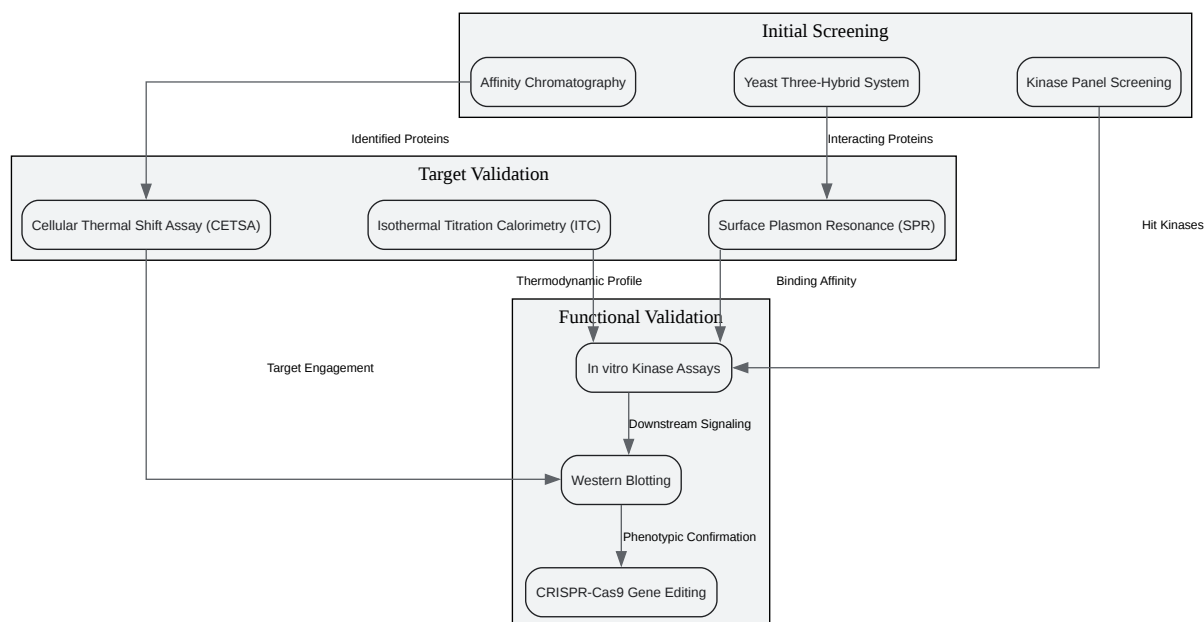 Initial Screening
Affinity Chromatography
Yeast Three-Hybrid System
Kinase Panel Screening
Identified Proteins
Interacting Proteins
Target Validation
Cellular Thermal Shift Assay (CETSA)
Isothermal Titration Calorimetry (ITC)
Surface Plasmon Resonance (SPR)
Hit Kinases
Thermodynamic Profile
Binding Affinity
Functional Validation
In vitro Kinase Assays
Target Engagement
Downstream Signaling
Western Blotting
Phenotypic Confirmation
CRISPR-Cas9 Gene Editing